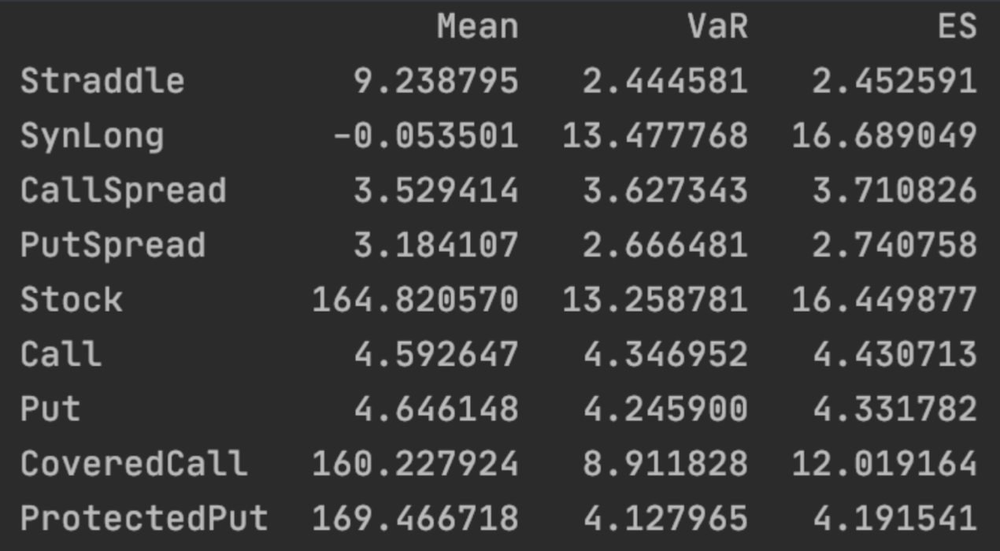 Mean VaR ES
Straddle 9.238795 2.444581 2.452591
SynLong -0.053501 13.477768 16.689049
CallSpread 3.529414 3.627343 3.710826
PutSpread 3.184107 2.666481 2.740758
Stock 164.820570 13.258781 16.449877
Call 4.592647 4.346952 4.430713
Put 4.646148 4.245900 4.331782
CoveredCall 160.227924 8.911828 12.019164
ProtectedPut 169.466718 4.127965 4.191541